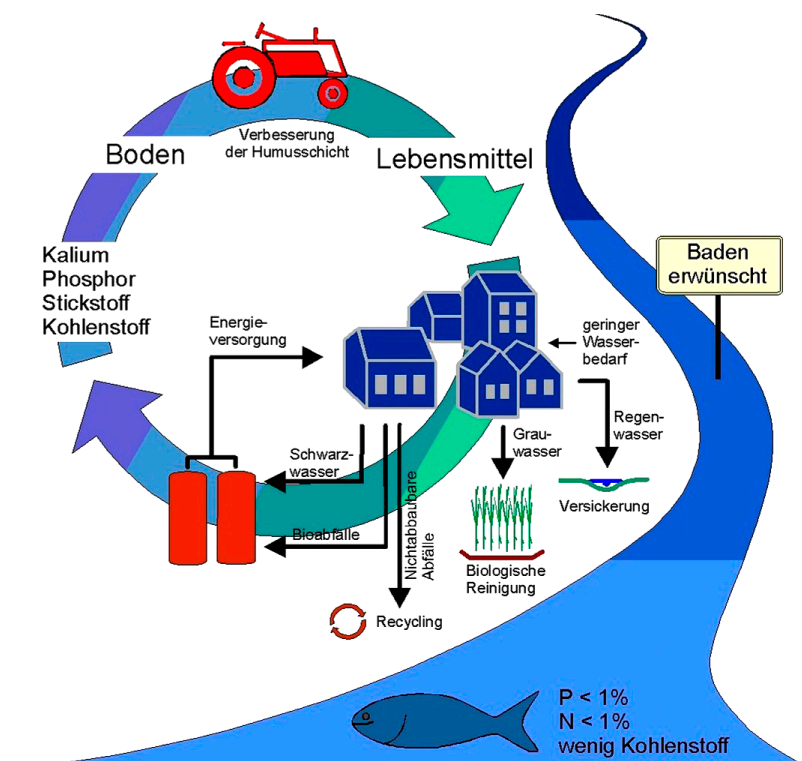 Verbesserung
der Humusschicht
Boden
Lebensmittel
Kalium
Phosphor
Stickstoff
Kohlenstoff
Baden
erwünscht
Energie-
versorgung
geringer
Wasser-
bedarf
Regen-
wasser
Grau-
wasser
Schwarz-
wasser
Versickerung
Bioabfälle
Nichtabbaubare
Abfälle
Biologische
Reinigung
Recycling
P < 1%
N < 1%
wenig Kohlenstoff